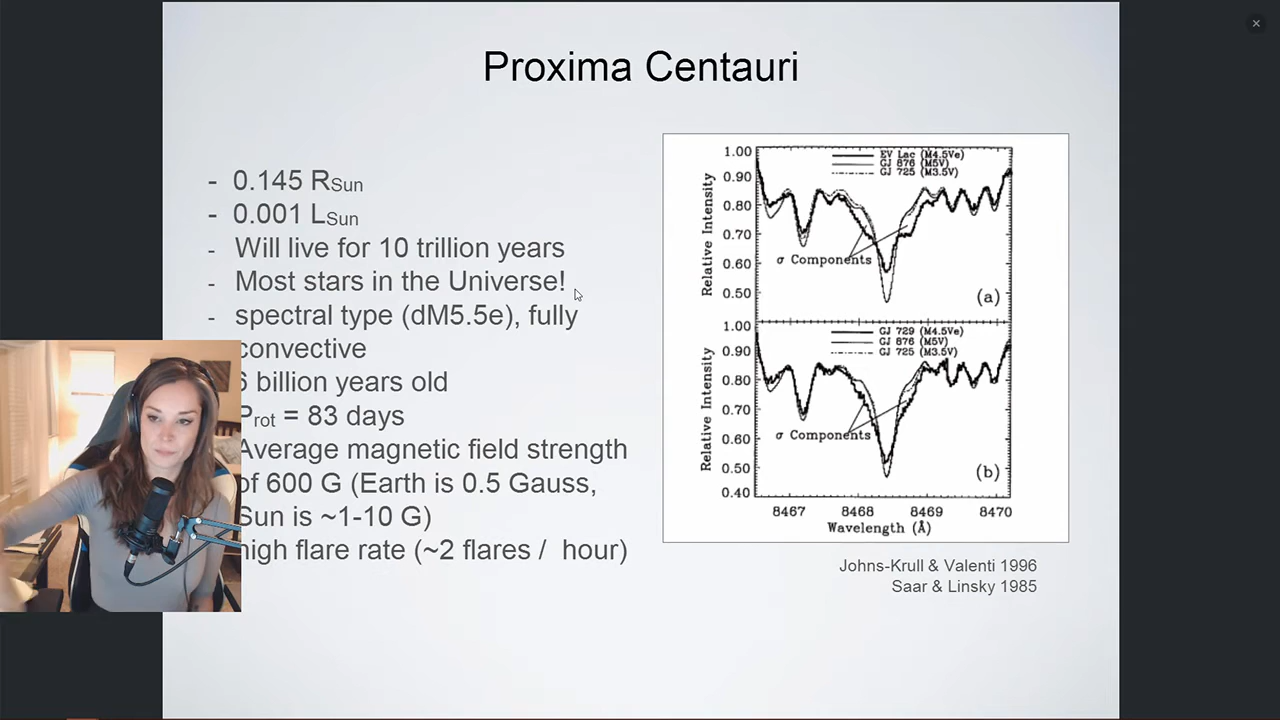 Proxima Centauri
- 0.145 RSun
- 0.001 LSun
- Will live for 10 trillion years
- Most stars in the Universe!
- spectral type (dM5.5e), fully
convective
billion years old
Prot = 83 days
Average magnetic field strength
of 600 G (Earth is 0.5 Gauss,
Sun is ~1-10 G)
high flare rate (~2 flares / hour)
1.00
0.90
0.80
0.70
0.60
0.50
Relative Intensity
EV Lac (M4.5Ve)
GJ 876 (M5V)
GJ 725 (M3.5V)
σ Components
(a)
1.00
0.90
0.80
0.70
0.60
0.50
0.40
Relative Intensity
GJ 729 (M4.5Ve)
GJ 876 (M5V)
GJ 725 (M3.5V)
σ Components
(b)
8467 8468 8469 8470
Wavelength (Å)
Johns-Krull & Valenti 1996
Saar & Linsky 1985